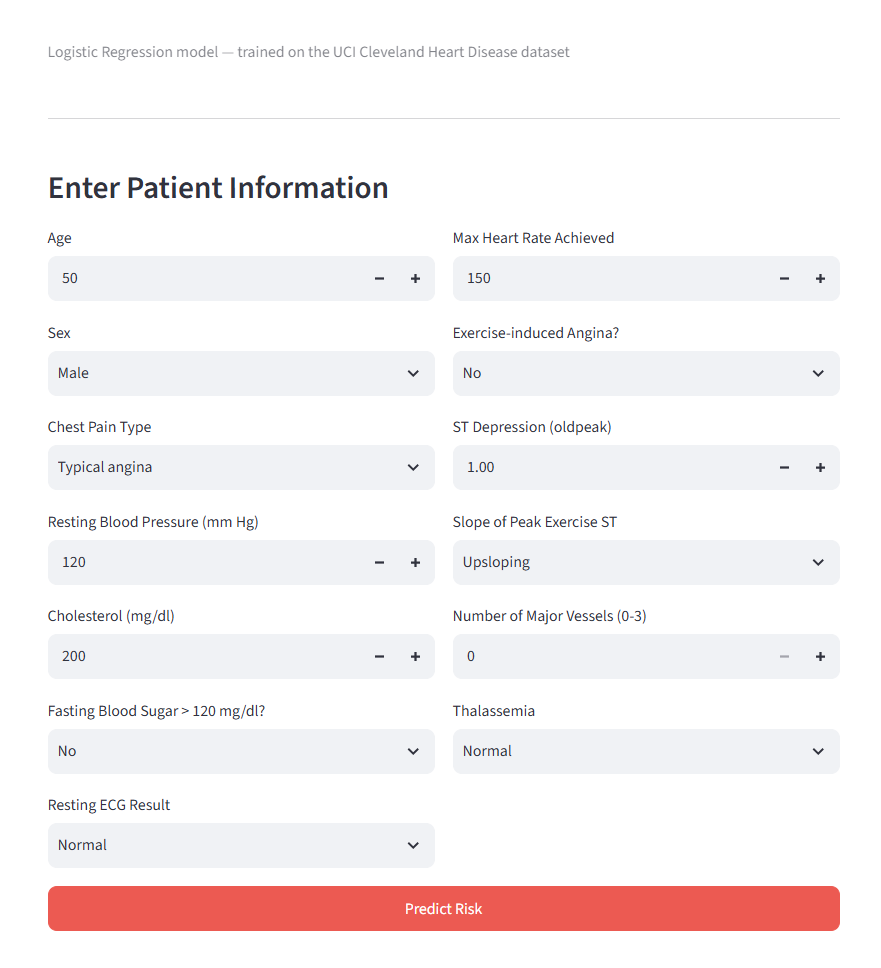 Logistic Regression model — trained on the UCI Cleveland Heart Disease dataset
Enter Patient Information
Age
50
Sex
Male
Chest Pain Type
Typical angina
Resting Blood Pressure (mm Hg)
120
Cholesterol (mg/dl)
200
Fasting Blood Sugar > 120 mg/dl?
No
Resting ECG Result
Normal
Max Heart Rate Achieved
150
Exercise-induced Angina?
No
ST Depression (oldpeak)
1.00
Slope of Peak Exercise ST
Upsloping
Number of Major Vessels (0-3)
0
Thalassemia
Normal
Predict Risk